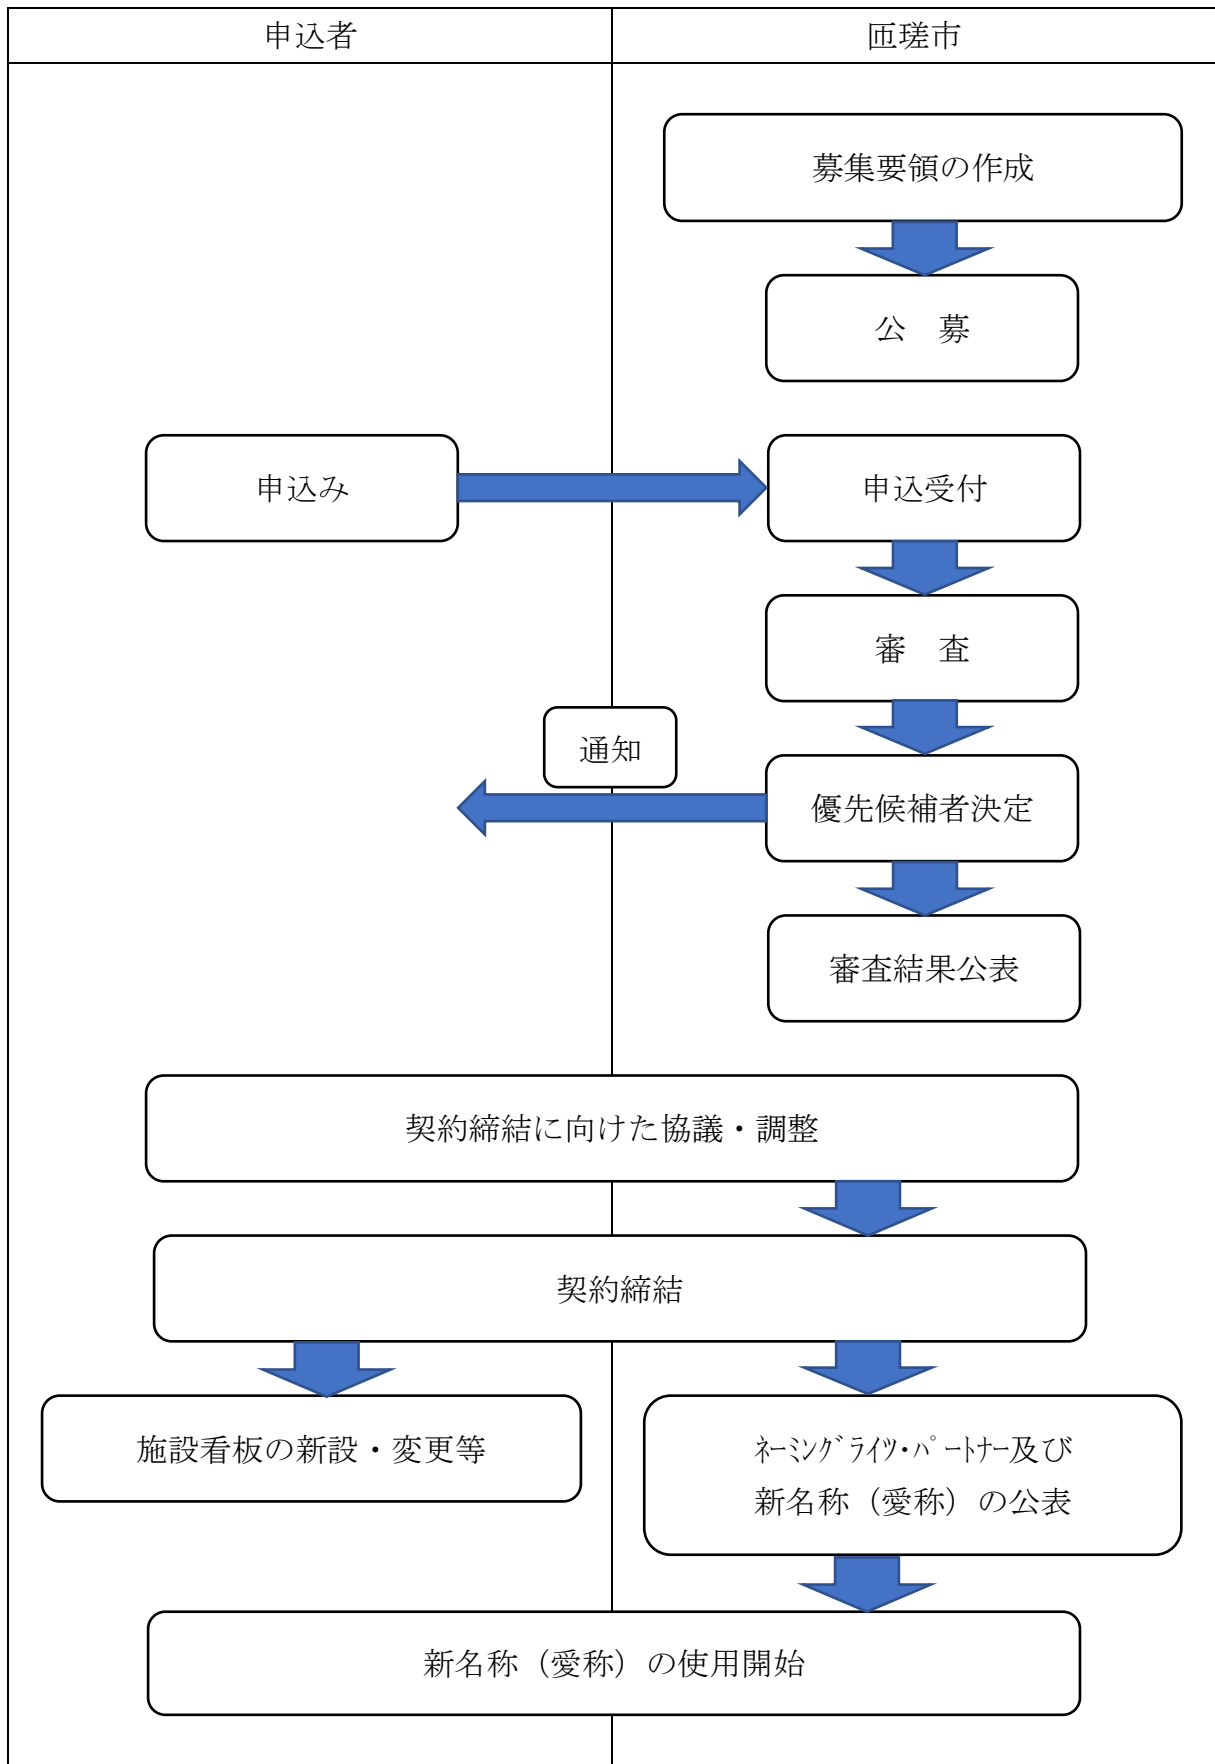 申込者
匝瑳市
募集要領の作成
公　募
申込み
申込受付
審　査
通知
優先候補者決定
審査結果公表
契約締結に向けた協議・調整
契約締結
施設看板の新設・変更等
ﾈｰﾐﾝｸﾞﾗｲﾂ・ﾊﾟｰﾄﾅｰ及び
新名称（愛称）の公表
新名称（愛称）の使用開始